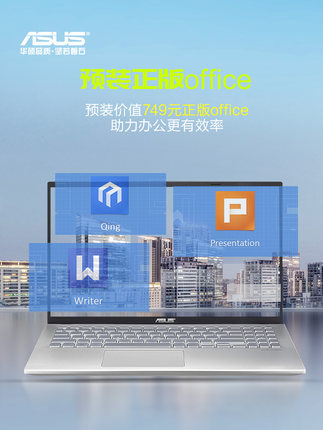 ASUS
华硕品质·坚若磐石
预装正版office
预装价值749元正版office
助力办公更有效率
Qing
Presentation
Writer
ASUS